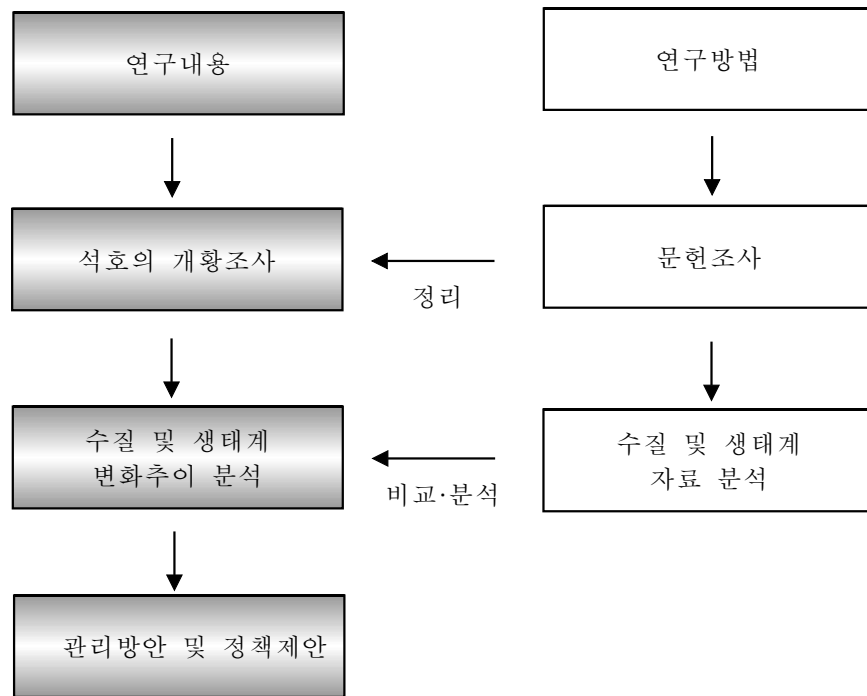 연구내용
연구방법
석호의 개황조사
정리
문헌조사
수질 및 생태계
변화추이 분석
비교·분석
수질 및 생태계
자료 분석
관리방안 및 정책제안